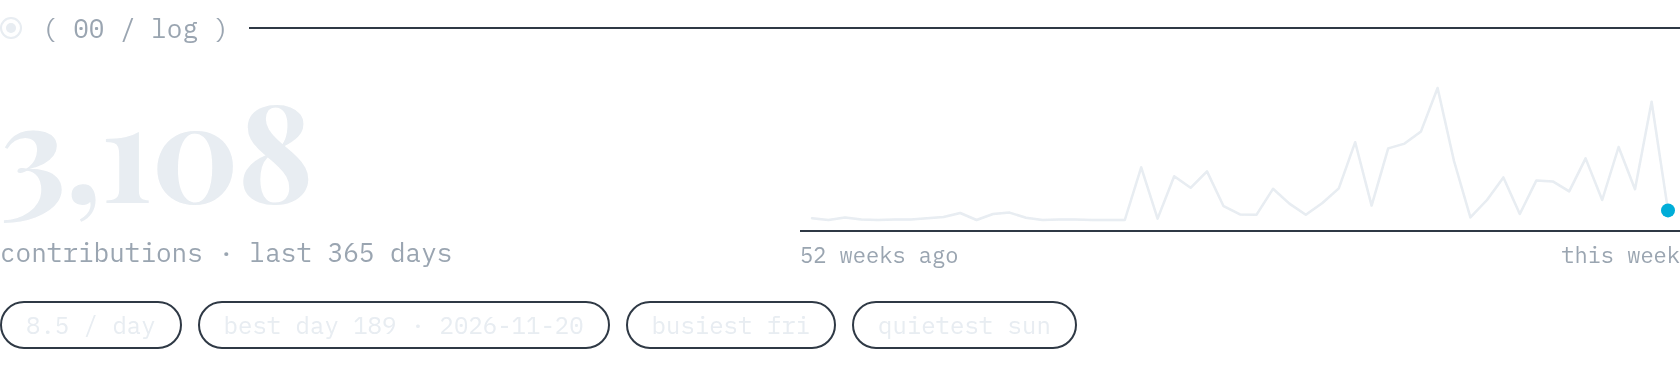 ( 00 / log )
3,108
contributions · last 365 days
52 weeks ago
this week
8.5 / day
best day 189 · 2026-11-20
busiest fri
quietest sun